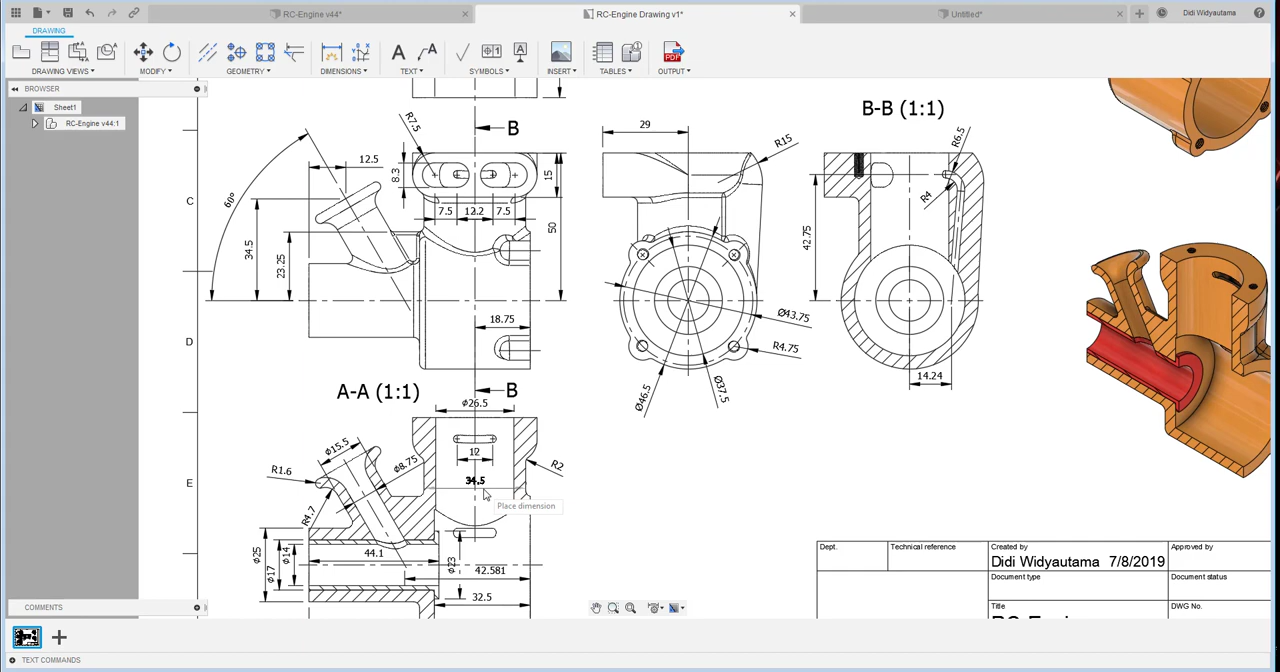 RC-Engine v44*
RC-Engine Drawing v1*
Untitled*
Didi Widyautama
DRAWING
DRAWING VIEWS
MODIFY
GEOMETRY
DIMENSIONS
TEXT
SYMBOLS
INSERT
TABLES
OUTPUT
PDF
BROWSER
Sheet1
RC-Engine v44:1
C
D
E
B
R7.5
60°
12.5
8.3
15
7.5
12.2
7.5
50
34.5
23.25
18.75
B
29
R15
Ø43.75
R4.75
Ø46.5
Ø37.5
B-B (1:1)
R6.5
R4
42.75
14.24
A-A (1:1)
Ø26.5
Ø15.5
Ø8.75
R1.6
R4.7
12
R2
34.5
Place dimension
Ø25
Ø17
Ø14
44.1
Ø23
42.581
32.5
Dept.
Technical reference
Created by
Didi Widyautama 7/8/2019
Approved by
Document type
Document status
Title
DWG No.
COMMENTS
TEXT COMMANDS